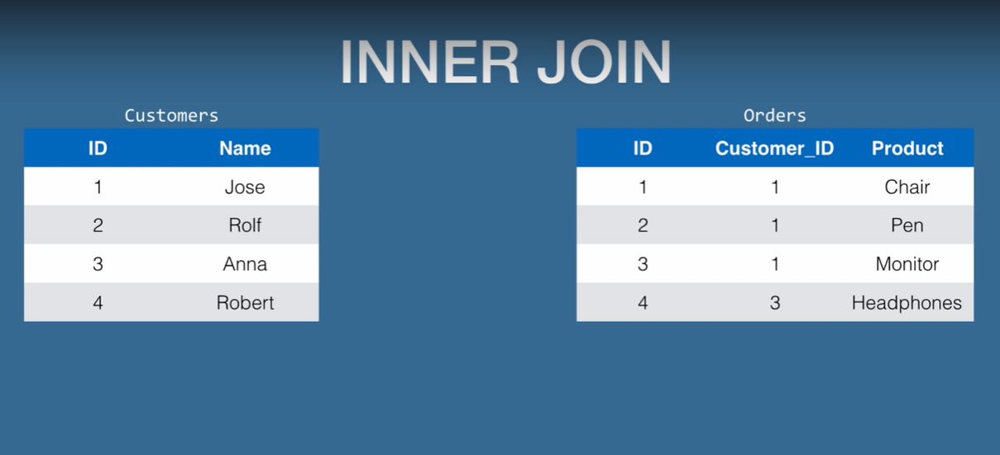 INNER JOIN
Customers
ID Name
1 Jose
2 Rolf
3 Anna
4 Robert
Orders
ID Customer_ID Product
1 1 Chair
2 1 Pen
3 1 Monitor
4 3 Headphones